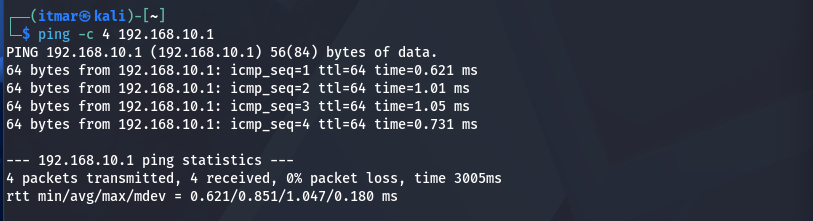 ┌──(itmar㉿kali)-[~]
└─$ ping -c 4 192.168.10.1
PING 192.168.10.1 (192.168.10.1) 56(84) bytes of data.
64 bytes from 192.168.10.1: icmp_seq=1 ttl=64 time=0.621 ms
64 bytes from 192.168.10.1: icmp_seq=2 ttl=64 time=1.01 ms
64 bytes from 192.168.10.1: icmp_seq=3 ttl=64 time=1.05 ms
64 bytes from 192.168.10.1: icmp_seq=4 ttl=64 time=0.731 ms

--- 192.168.10.1 ping statistics ---
4 packets transmitted, 4 received, 0% packet loss, time 3005ms
rtt min/avg/max/mdev = 0.621/0.851/1.047/0.180 ms